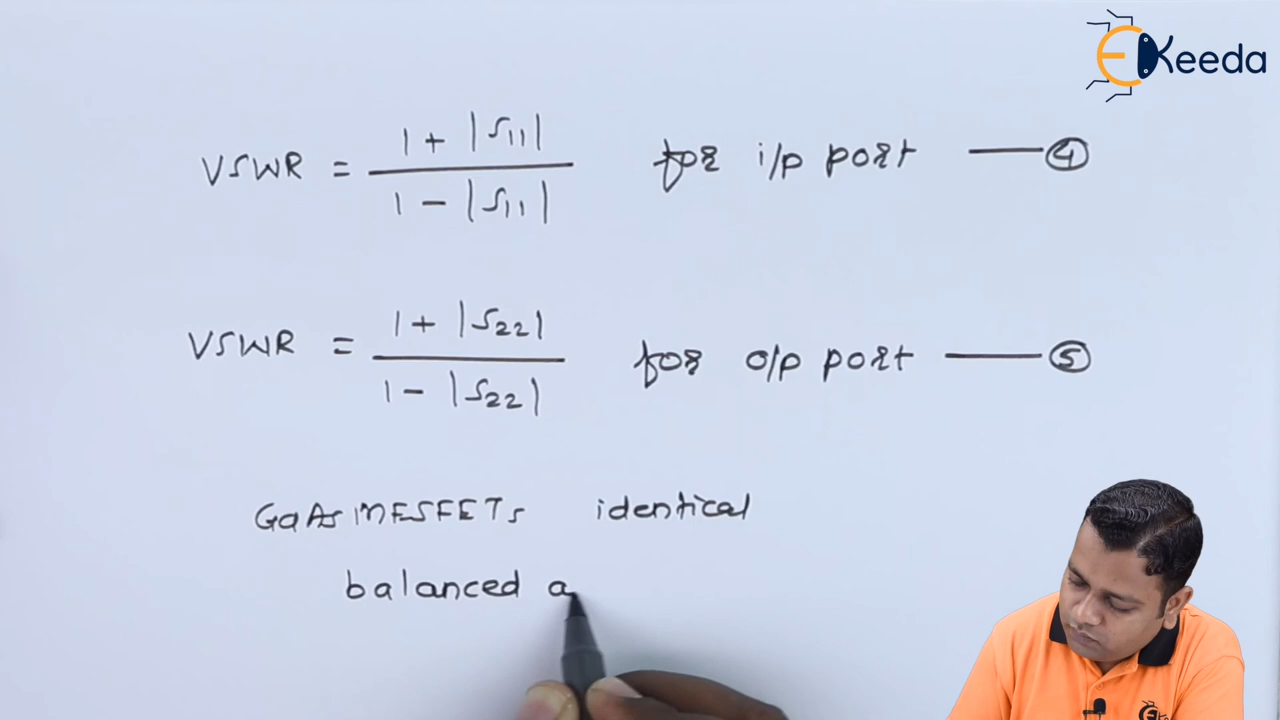 EKeeda
VSWR = 1 + |S11| / 1 - |S11| for i/p port — 4
VSWR = 1 + |S22| / 1 - |S22| for o/p port — 5
GaAs MESFETs identical
balanced a